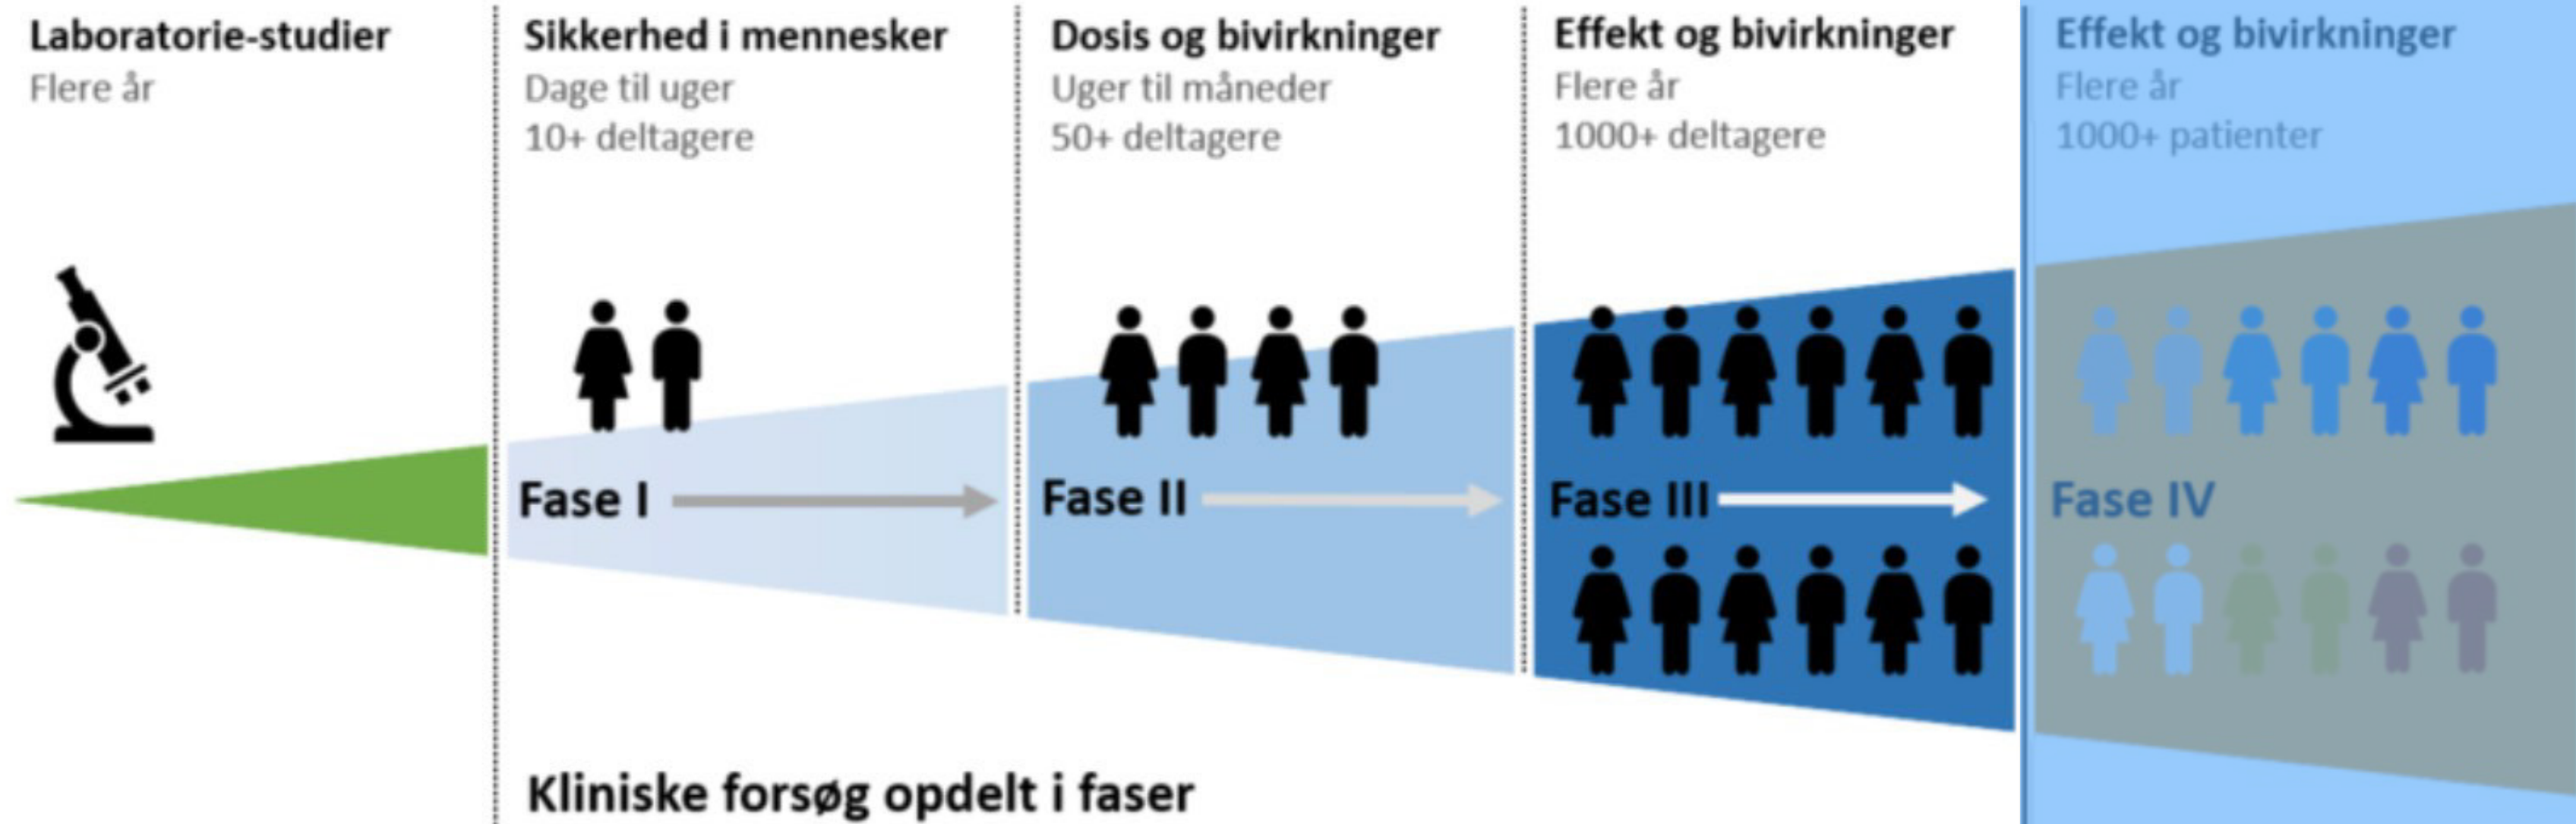 Laboratorie-studier
Flere år
Sikkerhed i mennesker
Dage til uger
10+ deltagere
Dosis og bivirkninger
Uger til måneder
50+ deltagere
Effekt og bivirkninger
Flere år
1000+ deltagere
Effekt og bivirkninger
Flere år
1000+ patienter
Fase I
Fase II
Fase III
Fase IV
Kliniske forsøg opdelt i faser